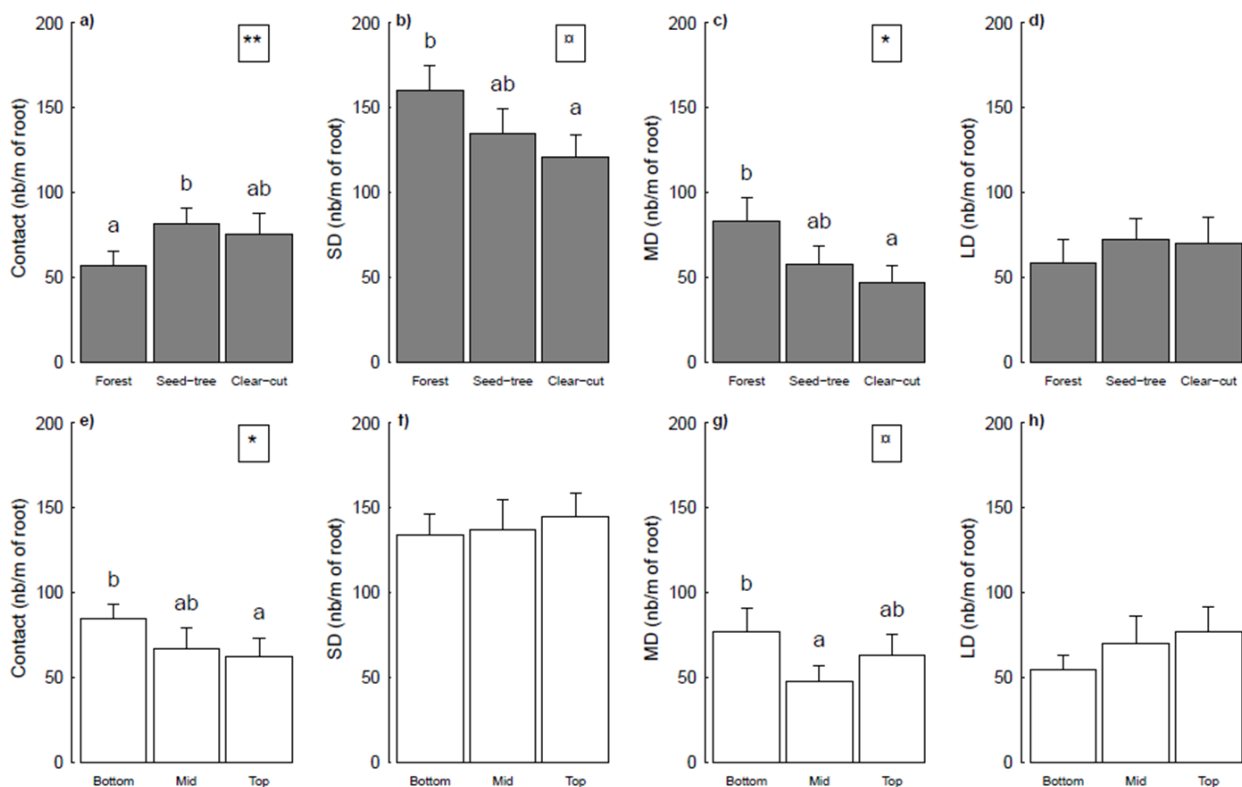 a)
**
Contact (nb/m of root)
200
150
100
50
0
a
b
ab
Forest
Seed-tree
Clear-cut
b)
¤
SD (nb/m of root)
200
150
100
50
0
b
ab
a
Forest
Seed-tree
Clear-cut
c)
*
MD (nb/m of root)
200
150
100
50
0
b
ab
a
Forest
Seed-tree
Clear-cut
d)
LD (nb/m of root)
200
150
100
50
0
Forest
Seed-tree
Clear-cut
e)
*
Contact (nb/m of root)
200
150
100
50
0
b
ab
a
Bottom
Mid
Top
f)
SD (nb/m of root)
200
150
100
50
0
Bottom
Mid
Top
g)
¤
MD (nb/m of root)
200
150
100
50
0
b
a
ab
Bottom
Mid
Top
h)
LD (nb/m of root)
200
150
100
50
0
Bottom
Mid
Top